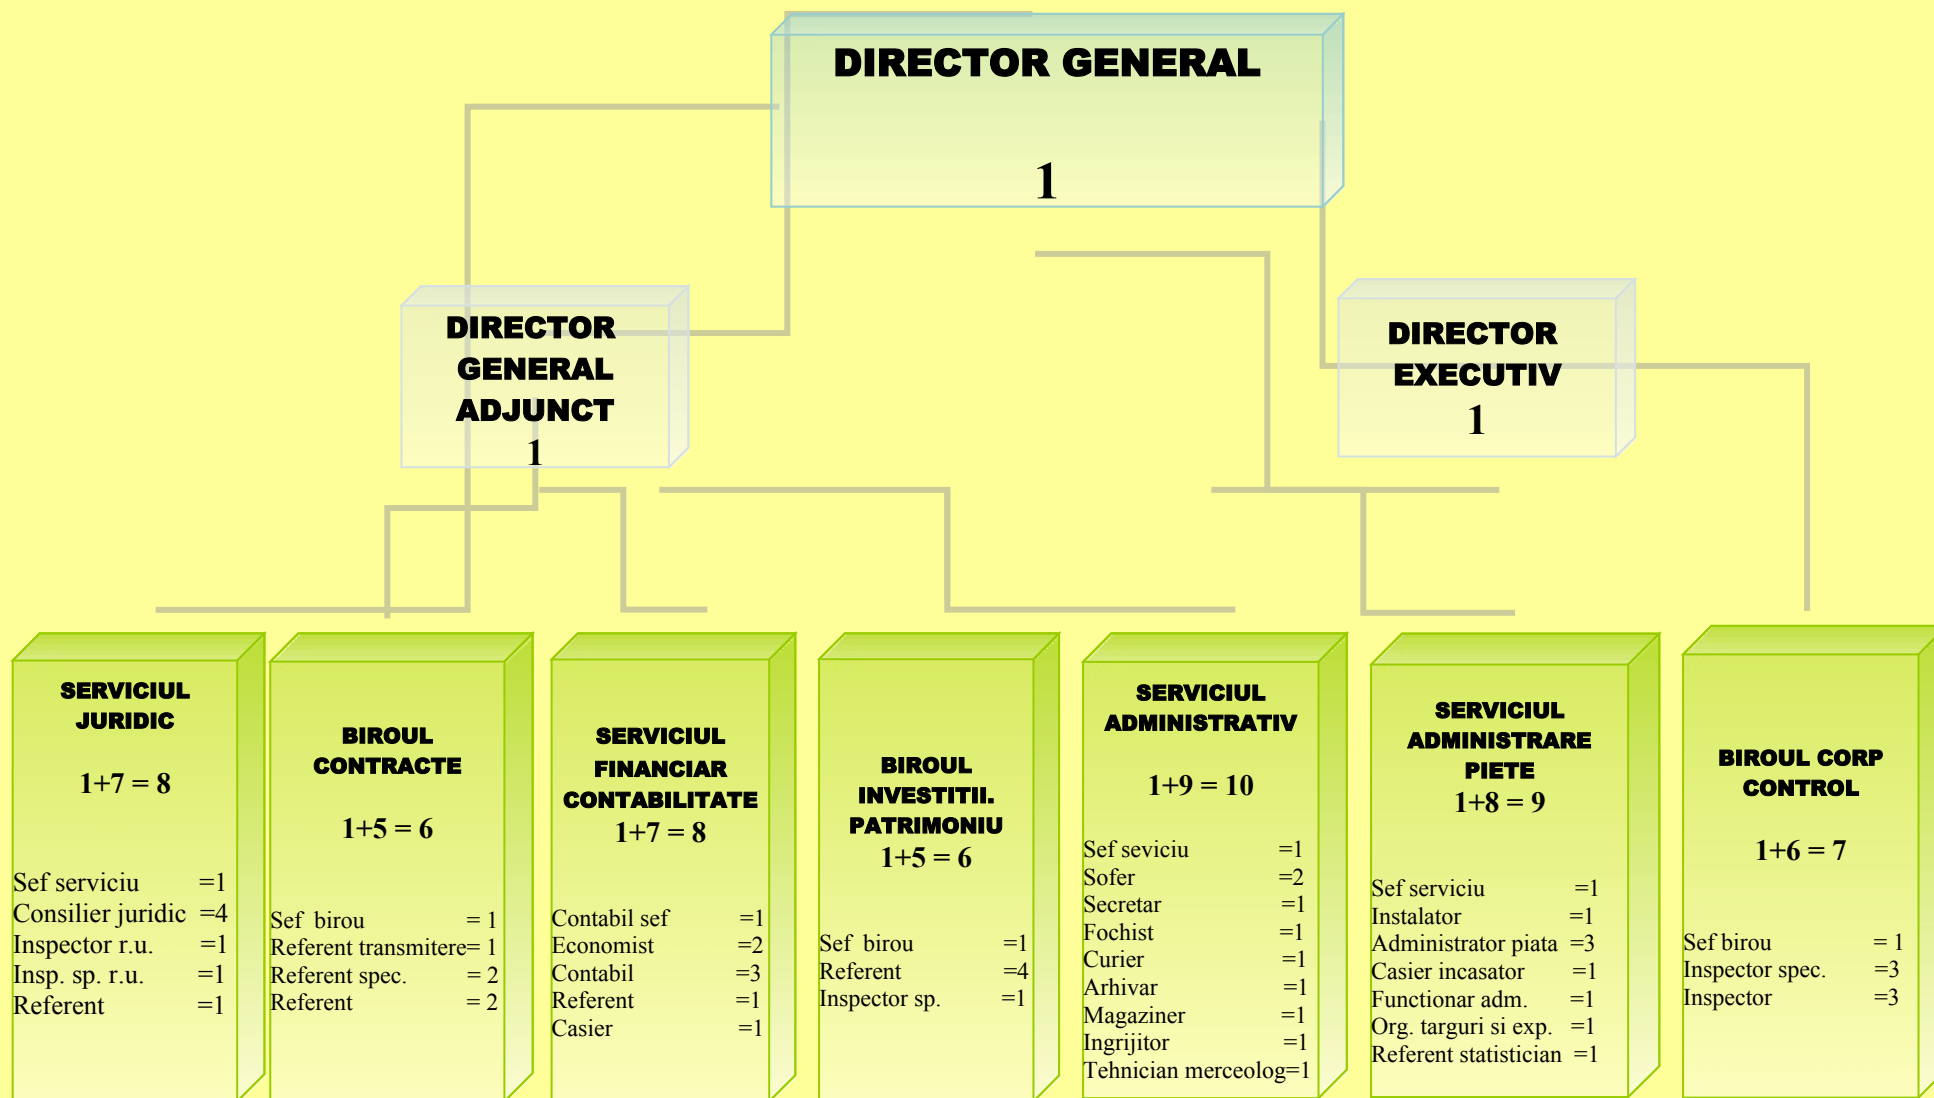 DIRECTOR GENERAL
1
DIRECTOR
GENERAL
ADJUNCT
1
DIRECTOR
EXECUTIV
1
SERVICIUL
JURIDIC
1+7 = 8
Sef serviciu =1
Consilier juridic =4
Inspector r.u. =1
Insp. sp. r.u. =1
Referent =1
BIROUL
CONTRACTE
1+5 = 6
Sef birou = 1
Referent transmitere= 1
Referent spec. = 2
Referent = 2
SERVICIUL
FINANCIAR
CONTABILITATE
1+7 = 8
Contabil sef =1
Economist =2
Contabil =3
Referent =1
Casier =1
BIROUL
INVESTITII.
PATRIMONIU
1+5 = 6
Sef birou =1
Referent =4
Inspector sp. =1
SERVICIUL
ADMINISTRATIV
1+9 = 10
Sef seviciu =1
Sofer =2
Secretar =1
Fochist =1
Curier =1
Arhivar =1
Magaziner =1
Ingrijitor =1
Tehnician merceolog=1
SERVICIUL
ADMINISTRARE
PIETE
1+8 = 9
Sef serviciu =1
Instalator =1
Administrator piata =3
Casier incasator =1
Functionar adm. =1
Org. targuri si exp. =1
Referent statistician =1
BIROUL CORP
CONTROL
1+6 = 7
Sef birou = 1
Inspector spec. =3
Inspector =3